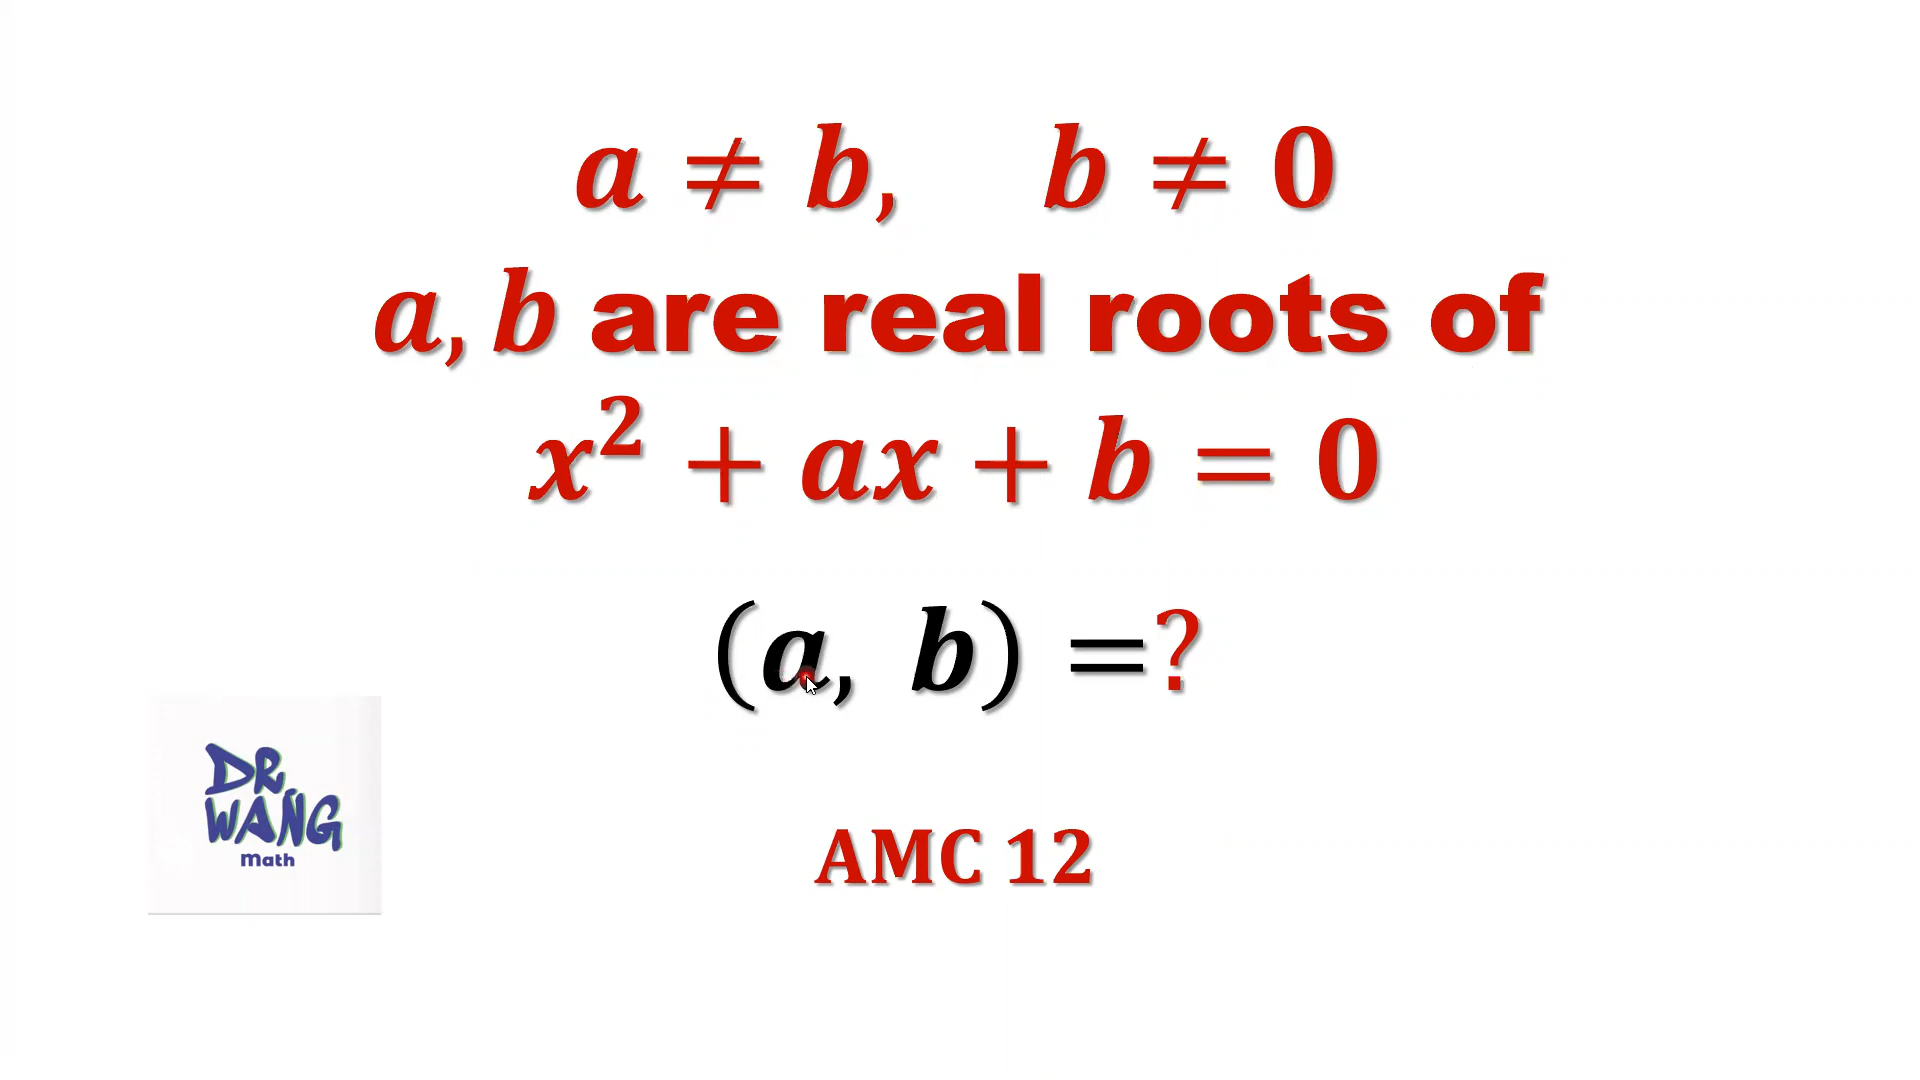 a ≠ b, b ≠ 0
a, b are real roots of
x² + ax + b = 0
(a, b) =?
DR.
WANG
Math
AMC 12